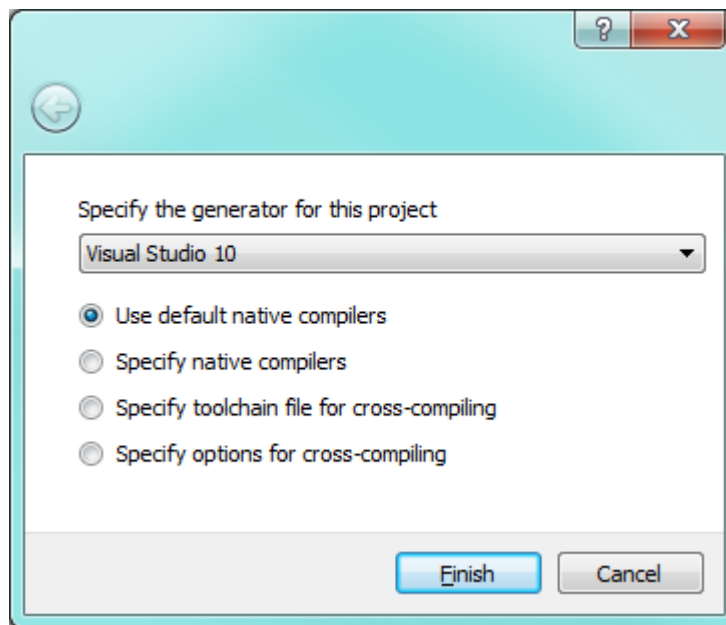 Specify the generator for this project
Visual Studio 10
Use default native compilers
Specify native compilers
Specify toolchain file for cross-compiling
Specify options for cross-compiling
Finish
Cancel